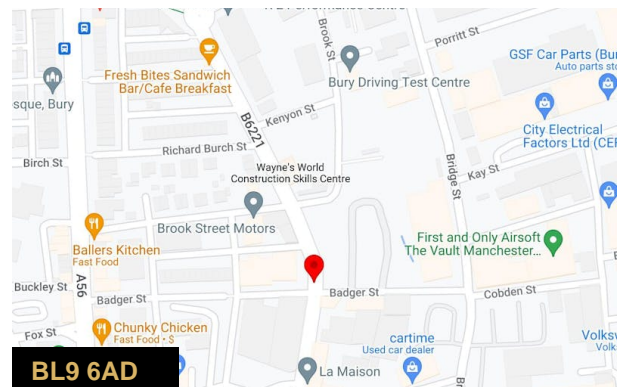 Porritt St
Brook St
GSF Car Parts (Bu
Auto parts sto
Fresh Bites Sandwich
Bar/Cafe Breakfast
sque, Bury
Bury Driving Test Centre
B6221
Kenyon St
City Electrical
Factors Ltd (CEF
Birch St
Richard Burch St
Bridge St
Kay St
Wayne's World
Construction Skills Centre
Brook Street Motors
Ballers Kitchen
Fast Food
First and Only Airsoft
The Vault Manchester...
A56
Buckley St
Badger St
Badger St
Cobden St
Fox St
Chunky Chicken
Fast Food • $
cartime
Used car dealer
Volksw
Volk
La Maison
Br
BL9 6AD